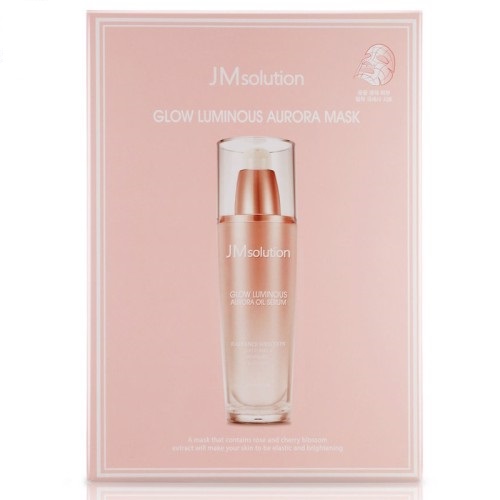 JMsolution
GLOW LUMINOUS AURORA MASK
JMsolution
GLOW LUMINOUS
AURORA OIL SERUM
A mask that contains rose and cherry blossom
extract will make your skin to be elastic and brightening.